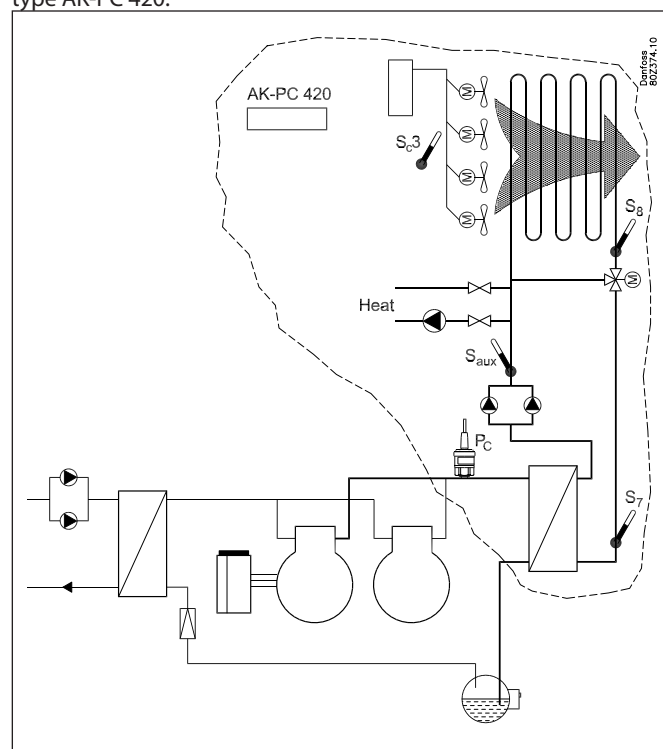 type AK-PC 420.
Danfoss
80Z374.10
AK-PC 420
M
Sc3
M
M
M
S8
M
Heat
Saux
PC
S7